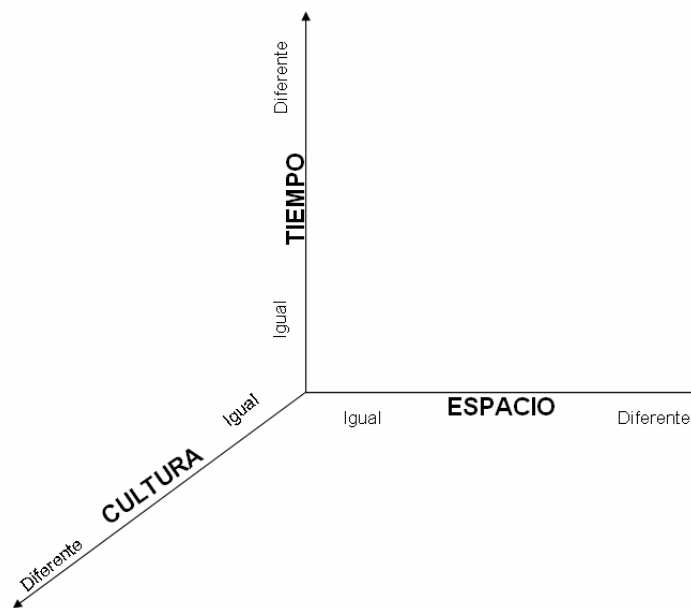 Diferente
TIEMPO
Igual
Igual
CULTURA
Diferente
Igual
ESPACIO
Diferente